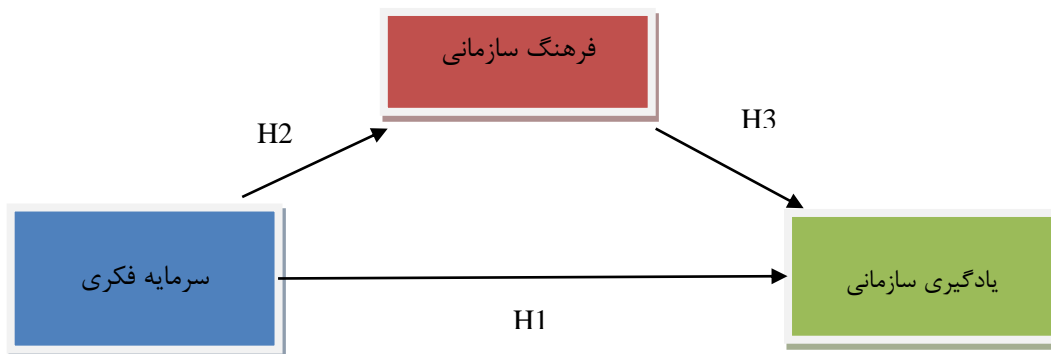 فرهنگ سازمانی
H2
H3
سرمایه فکری
یادگیری سازمانی
H1